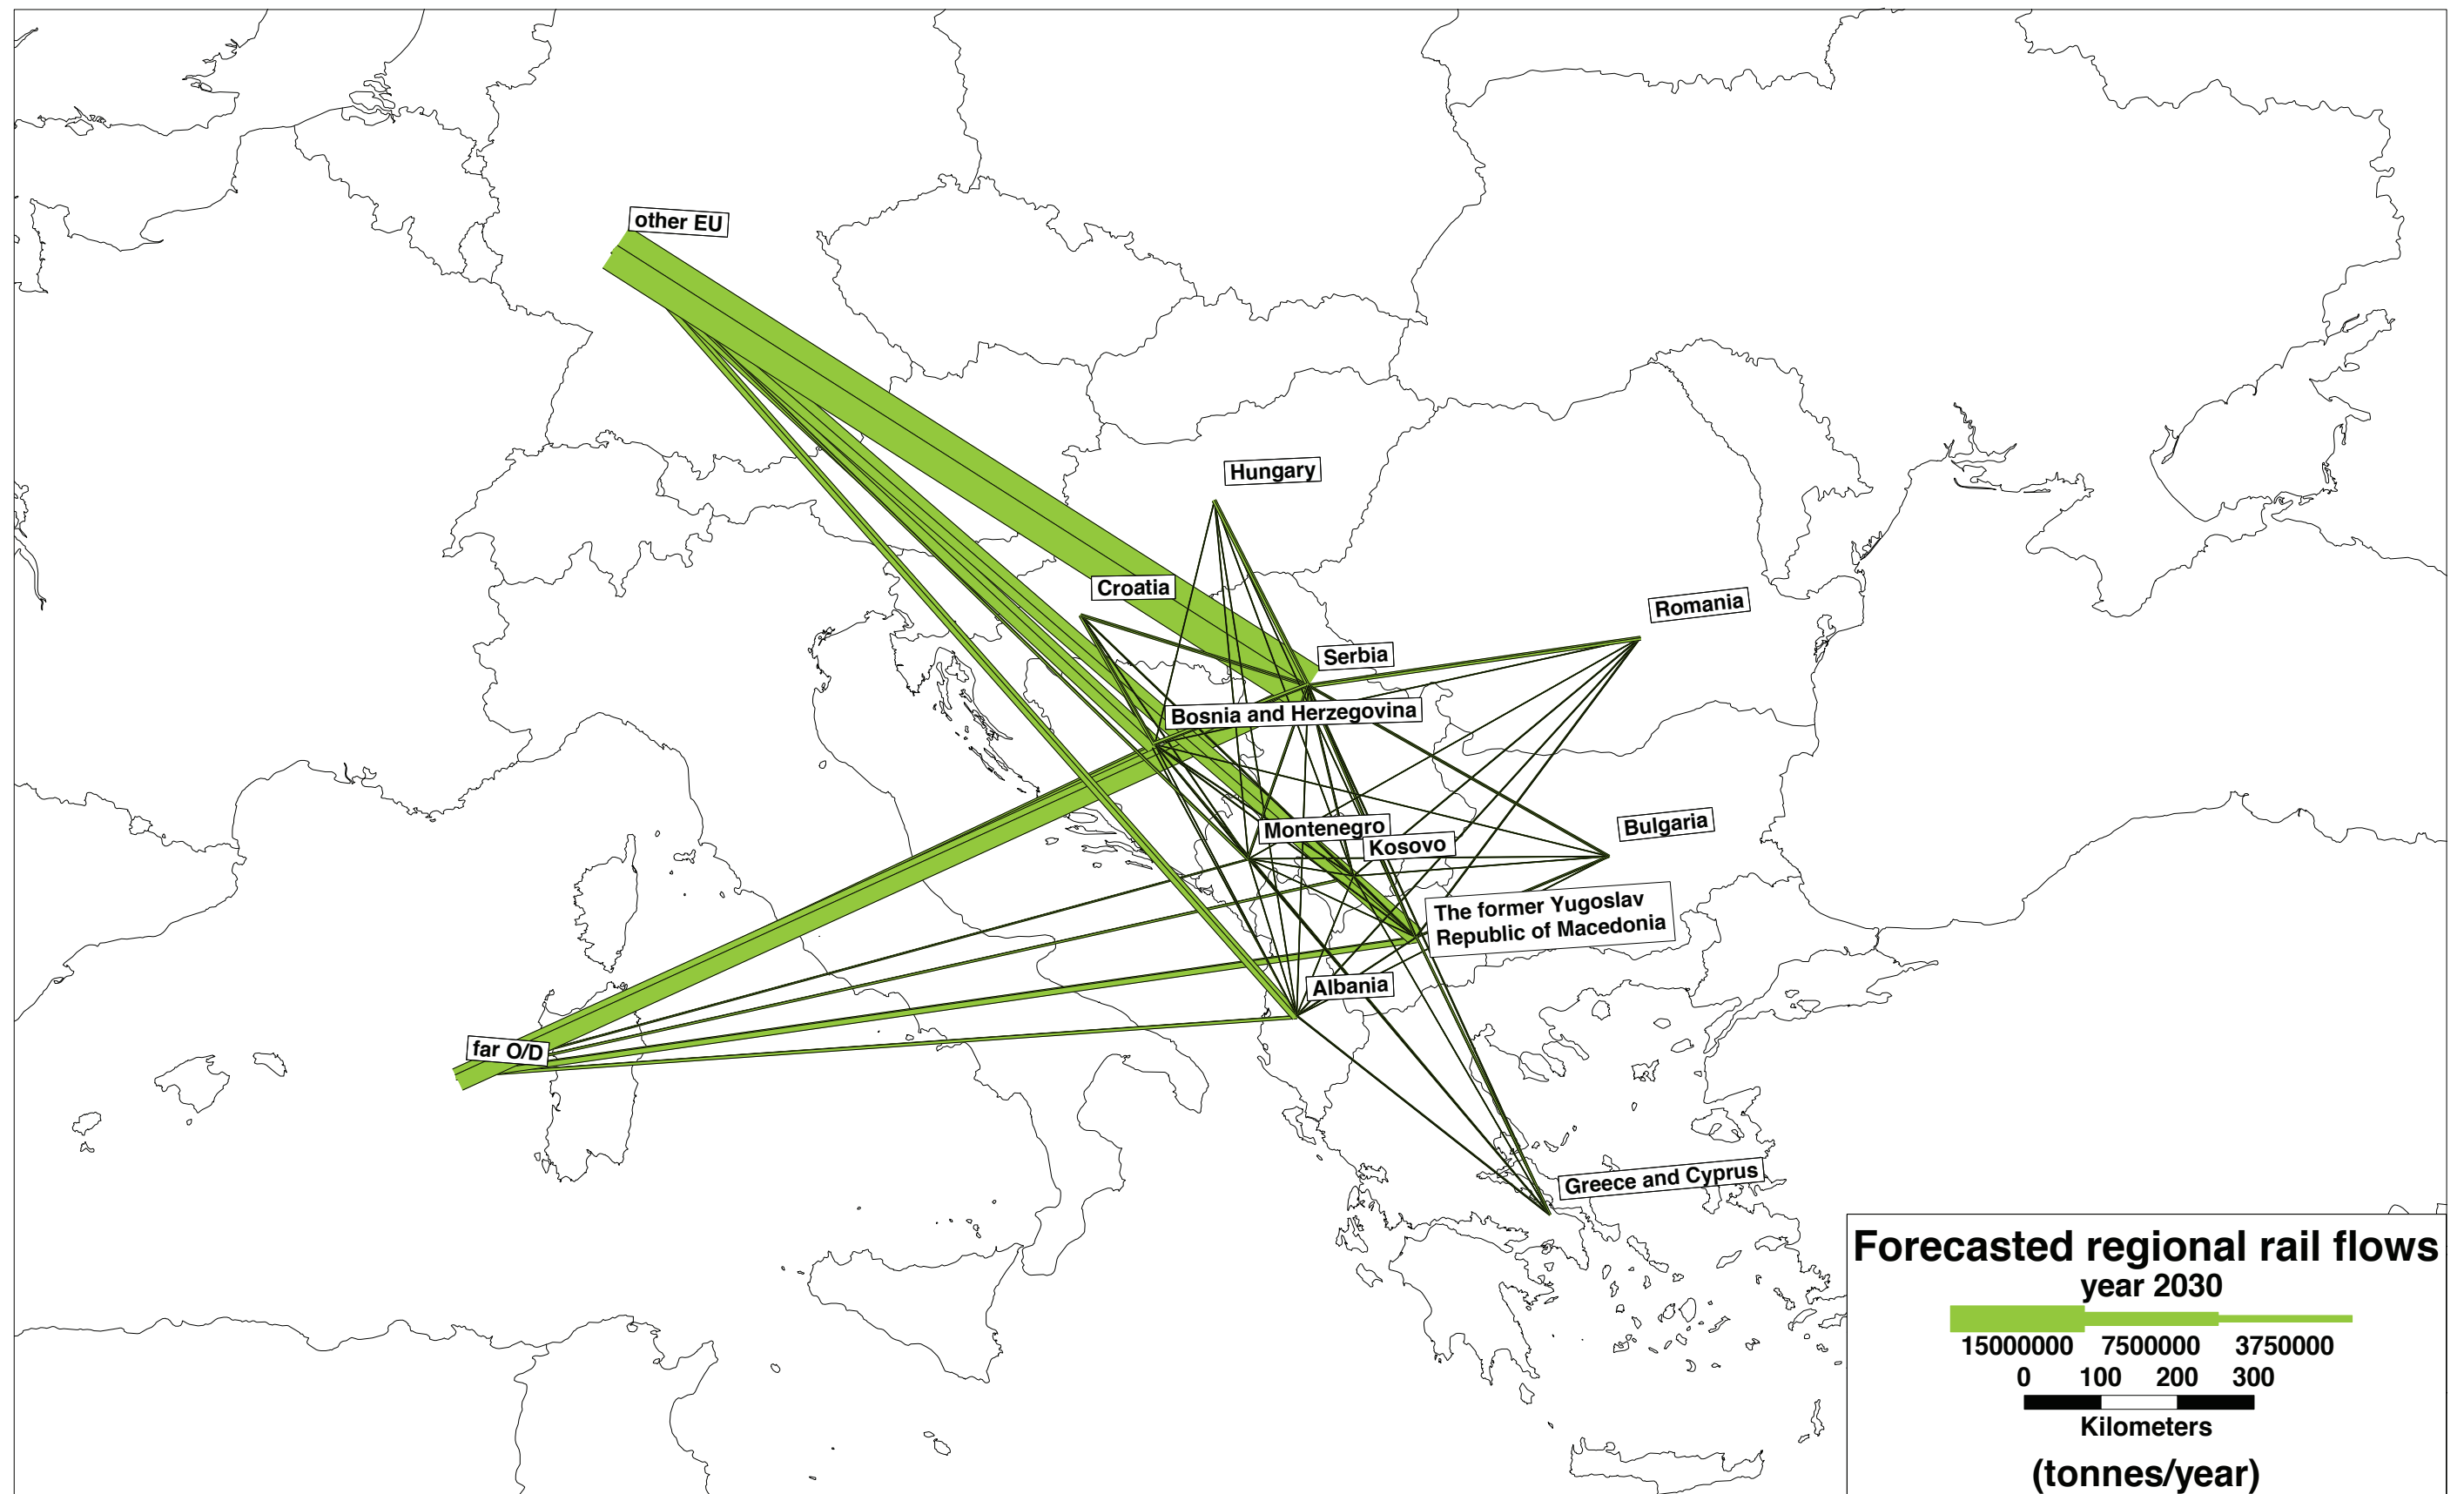 other EU
Hungary
Croatia
Romania
Serbia
Bosnia and Herzegovina
Montenegro
Bulgaria
Kosovo
The former Yugoslav
Republic of Macedonia
Albania
far O/D
Greece and Cyprus
Forecasted regional rail flows
year 2030
15000000 7500000 3750000
0 100 200 300
Kilometers
(tonnes/year)